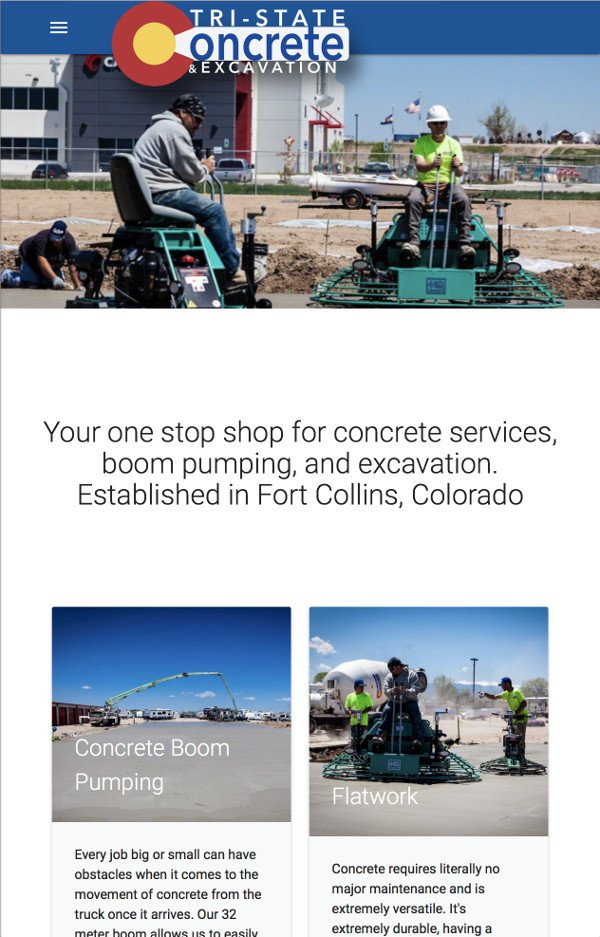 TRI-STATE
Concrete
& EXCAVATION
Your one stop shop for concrete services,
boom pumping, and excavation.
Established in Fort Collins, Colorado
Concrete Boom
Pumping
Flatwork
Every job big or small can have
obstacles when it comes to the
movement of concrete from the
truck once it arrives. Our 32
meter boom allows us to easily
Concrete requires literally no
major maintenance and is
extremely versatile. It's
extremely durable, having a